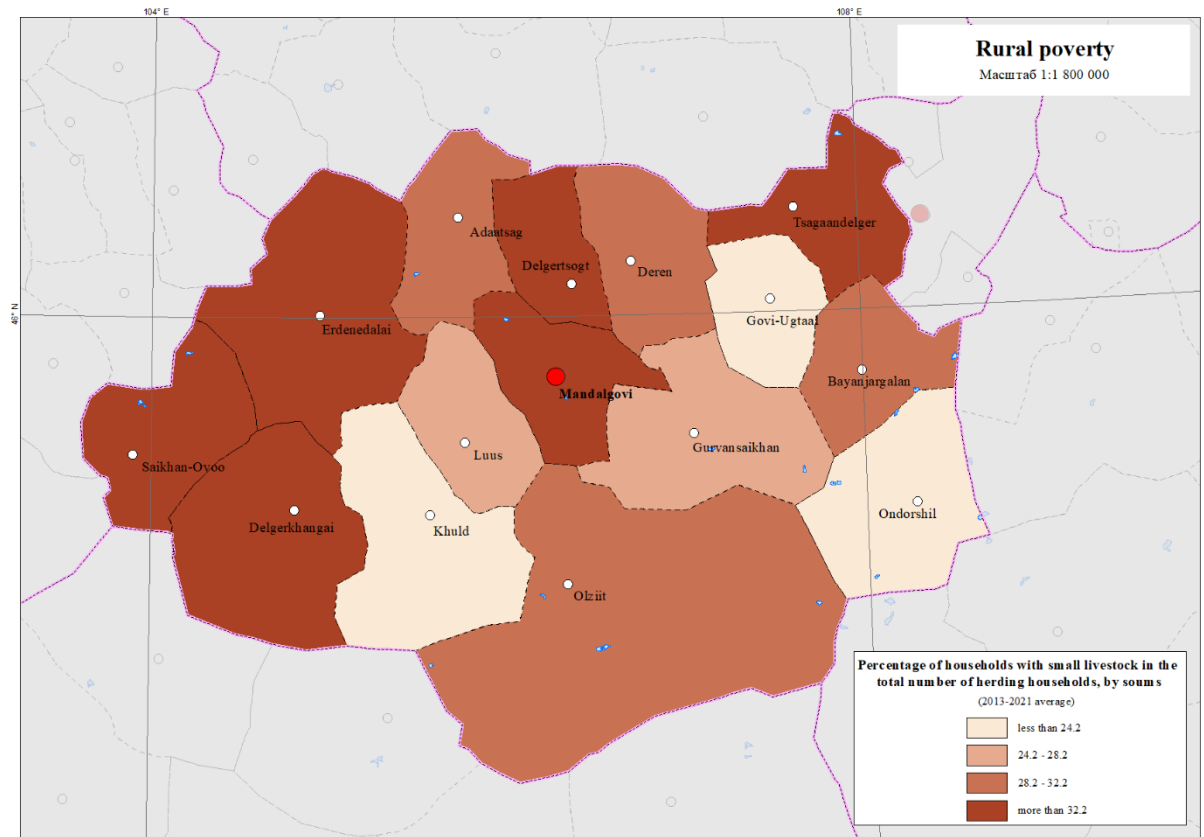 104° E
108° E
Rural poverty
Масштаб 1:1 800 000
Tsagaandelger
Adaatsag
Delgertsogt
Deren
46° N
Erdenedalai
Govi-Ugtaal
Bayanjargalan
Mandalgovi
Luus
Gurvansaikhan
Saikhan-Ovoo
Delgerkhangai
Khuld
Ondorshil
Olziit
Percentage of households with small livestock in the
total number of herding households, by soums
(2013-2021 average)
less than 24.2
24.2 - 28.2
28.2 - 32.2
more than 32.2